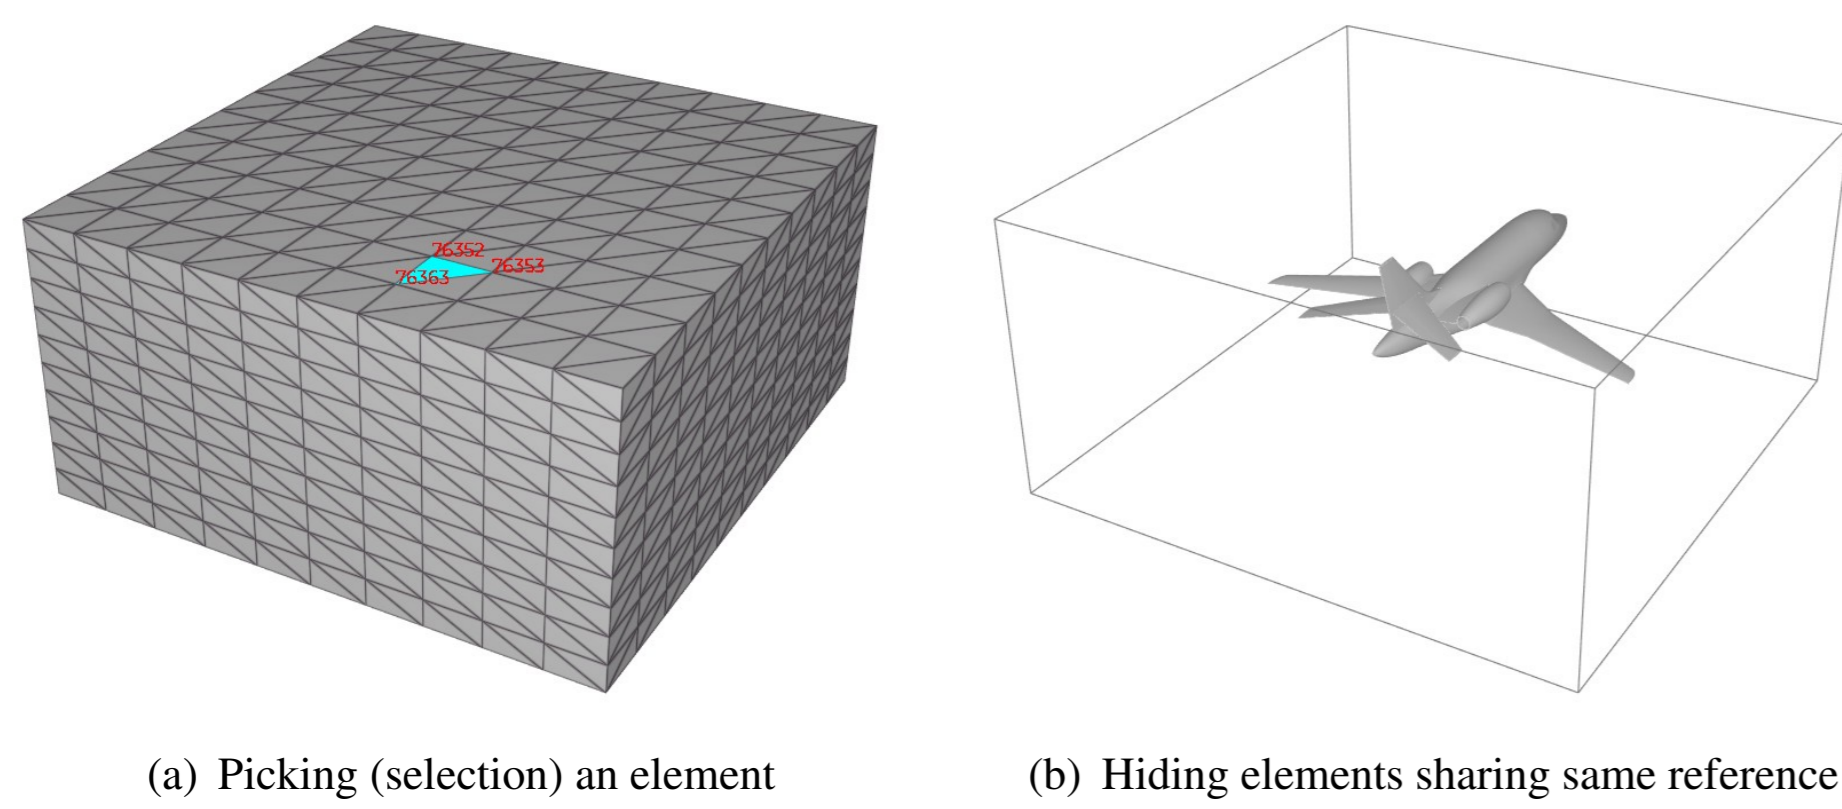 76352
76353
76363
(a) Picking (selection) an element
(b) Hiding elements sharing same reference